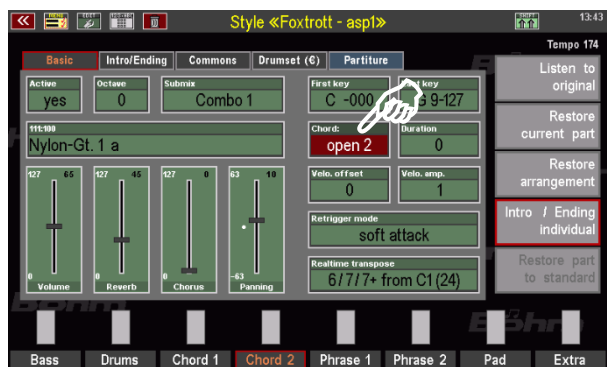 Style «Foxtrott - asp1»
13:43
Tempo 174
Basic Intro/Ending Commons Drumset (€) Partiture
Active Octave Submix First key key
yes 0 Combo 1 C -000 G 9-127
111:100 Chord: Duration
Nylon-Gt. 1 a open 2 0
127 65 127 45 127 0 63 10
Velo. offset Velo. amp.
0 1
Retrigger mode
soft attack
Realtime transpose
6/7/7+ from C1(24)
0 0 0 -63
Volume Reverb Chorus Panning
Listen to
original
Restore
current part
Restore
arrangement
Intro / Ending
individual
Restore part
to standard
Böhm
Böhm
Bass Drums Chord 1 Chord 2 Phrase 1 Phrase 2 Pad Extra